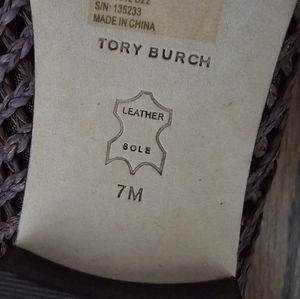 S/N: 135233
MADE IN CHINA
TORY BURCH
LEATHER
SOLE
7M